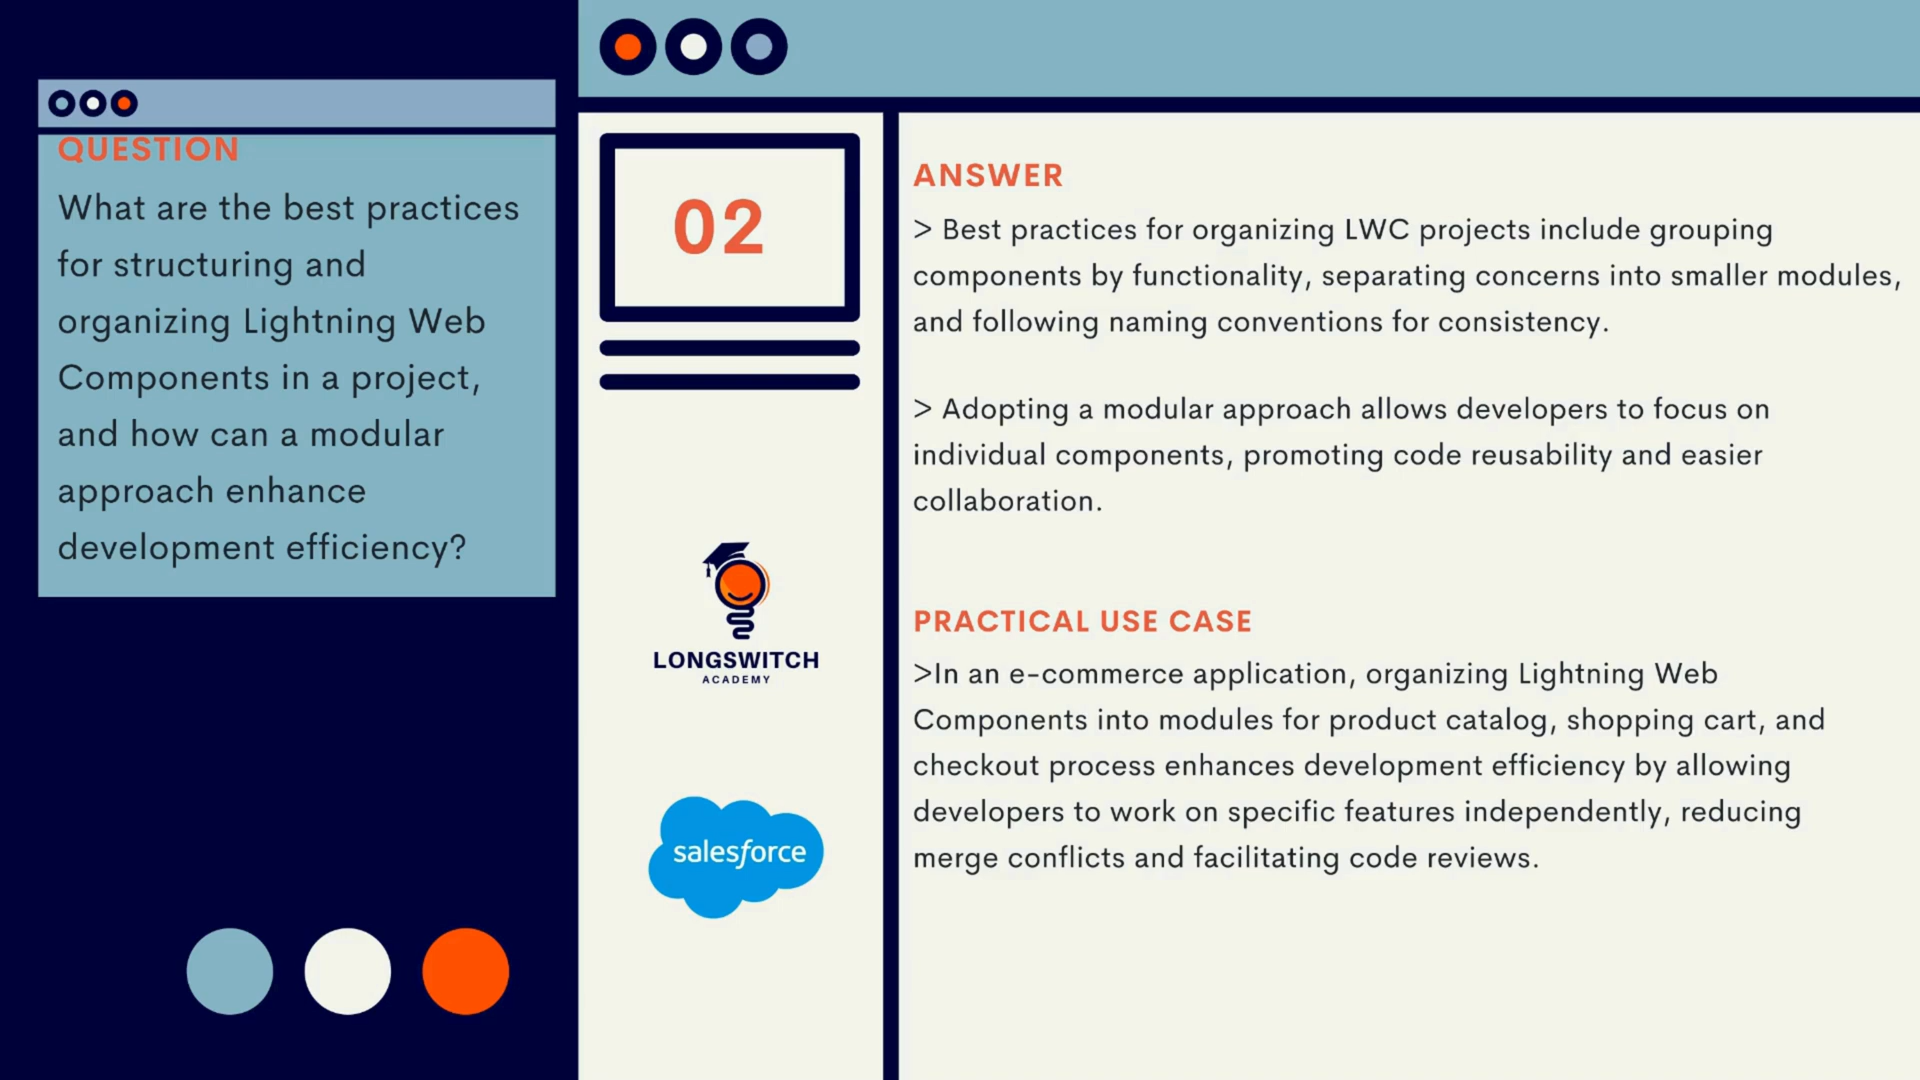 QUESTION
What are the best practices
for structuring and
organizing Lightning Web
Components in a project,
and how can a modular
approach enhance
development efficiency?
02
LONGSWITCH
ACADEMY
salesforce
ANSWER
> Best practices for organizing LWC projects include grouping
components by functionality, separating concerns into smaller modules,
and following naming conventions for consistency.
> Adopting a modular approach allows developers to focus on
individual components, promoting code reusability and easier
collaboration.
PRACTICAL USE CASE
>In an e-commerce application, organizing Lightning Web
Components into modules for product catalog, shopping cart, and
checkout process enhances development efficiency by allowing
developers to work on specific features independently, reducing
merge conflicts and facilitating code reviews.